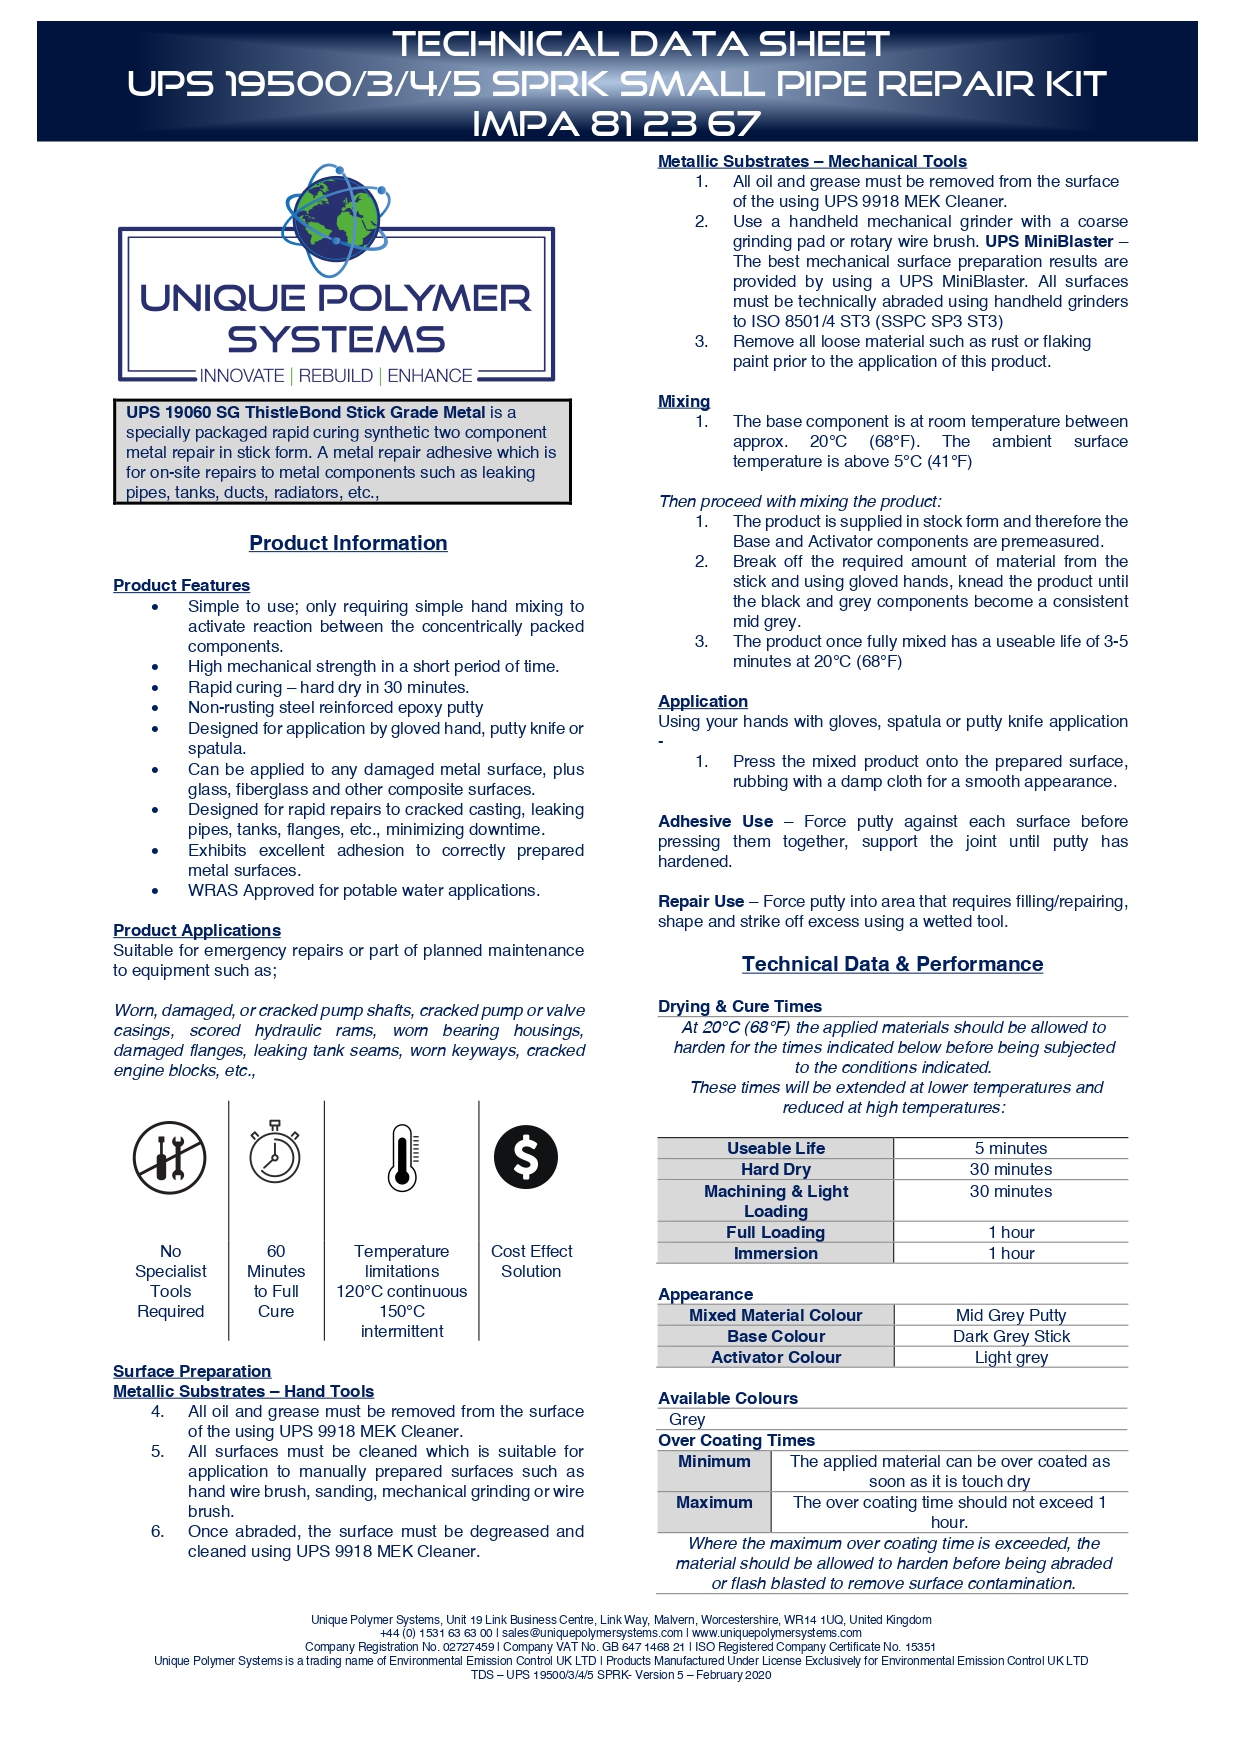 TECHNICAL DATA SHEET
UPS 19500/3/4/5 SPRK SMALL PIPE REPAIR KIT
IMPA 81 23 67
UNIQUE POLYMER
SYSTEMS
INNOVATE | REBUILD | ENHANCE
UPS 19060 SG ThistleBond Stick Grade Metal is a
specially packaged rapid curing synthetic two component
metal repair in stick form. A metal repair adhesive which is
for on-site repairs to metal components such as leaking
pipes, tanks, ducts, radiators, etc.,
Product Information
Product Features
• Simple to use; only requiring simple hand mixing to
activate reaction between the concentrically packed
components.
• High mechanical strength in a short period of time.
• Rapid curing – hard dry in 30 minutes.
• Non-rusting steel reinforced epoxy putty
• Designed for application by gloved hand, putty knife or
spatula.
• Can be applied to any damaged metal surface, plus
glass, fiberglass and other composite surfaces.
• Designed for rapid repairs to cracked casting, leaking
pipes, tanks, flanges, etc., minimizing downtime.
• Exhibits excellent adhesion to correctly prepared
metal surfaces.
• WRAS Approved for potable water applications.
Product Applications
Suitable for emergency repairs or part of planned maintenance
to equipment such as;
Worn, damaged, or cracked pump shafts, cracked pump or valve
casings, scored hydraulic rams, worn bearing housings,
damaged flanges, leaking tank seams, worn keyways, cracked
engine blocks, etc.,
No
Specialist
Tools
Required
60
Minutes
to Full
Cure
Temperature
limitations
120°C continuous
150°C
intermittent
$
Cost Effect
Solution
Surface Preparation
Metallic Substrates – Hand Tools
4. All oil and grease must be removed from the surface
of the using UPS 9918 MEK Cleaner.
5. All surfaces must be cleaned which is suitable for
application to manually prepared surfaces such as
hand wire brush, sanding, mechanical grinding or wire
brush.
6. Once abraded, the surface must be degreased and
cleaned using UPS 9918 MEK Cleaner.
Metallic Substrates – Mechanical Tools
1. All oil and grease must be removed from the surface
of the using UPS 9918 MEK Cleaner.
2. Use a handheld mechanical grinder with a coarse
grinding pad or rotary wire brush. UPS MiniBlaster –
The best mechanical surface preparation results are
provided by using a UPS MiniBlaster. All surfaces
must be technically abraded using handheld grinders
to ISO 8501/4 ST3 (SSPC SP3 ST3)
3. Remove all loose material such as rust or flaking
paint prior to the application of this product.
Mixing
1. The base component is at room temperature between
approx. 20°C (68°F). The ambient surface
temperature is above 5°C (41°F)
Then proceed with mixing the product:
1. The product is supplied in stock form and therefore the
Base and Activator components are premeasured.
2. Break off the required amount of material from the
stick and using gloved hands, knead the product until
the black and grey components become a consistent
mid grey.
3. The product once fully mixed has a useable life of 3-5
minutes at 20°C (68°F)
Application
Using your hands with gloves, spatula or putty knife application
-
1. Press the mixed product onto the prepared surface,
rubbing with a damp cloth for a smooth appearance.
Adhesive Use – Force putty against each surface before
pressing them together, support the joint until putty has
hardened.
Repair Use – Force putty into area that requires filling/repairing,
shape and strike off excess using a wetted tool.
Technical Data & Performance
Drying & Cure Times
At 20°C (68°F) the applied materials should be allowed to
harden for the times indicated below before being subjected
to the conditions indicated.
These times will be extended at lower temperatures and
reduced at high temperatures:
Useable Life 5 minutes
Hard Dry 30 minutes
Machining & Light 30 minutes
Loading
Full Loading 1 hour
Immersion 1 hour
Appearance
Mixed Material Colour Mid Grey Putty
Base Colour Dark Grey Stick
Activator Colour Light grey
Available Colours
Grey
Over Coating Times
Minimum The applied material can be over coated as
soon as it is touch dry
Maximum The over coating time should not exceed 1
hour.
Where the maximum over coating time is exceeded, the
material should be allowed to harden before being abraded
or flash blasted to remove surface contamination.
Unique Polymer Systems, Unit 19 Link Business Centre, Link Way, Malvern, Worcestershire, WR14 1UQ, United Kingdom
+44 (0) 1531 63 63 00 | sales@uniquepolymersystems.com | www.uniquepolymersystems.com
Company Registration No. 02727459 | Company VAT No. GB 647 1468 21 | ISO Registered Company Certificate No. 15351
Unique Polymer Systems is a trading name of Environmental Emission Control UK LTD | Products Manufactured Under License Exclusively for Environmental Emission Control UK LTD
TDS – UPS 19500/3/4/5 SPRK- Version 5 – February 2020